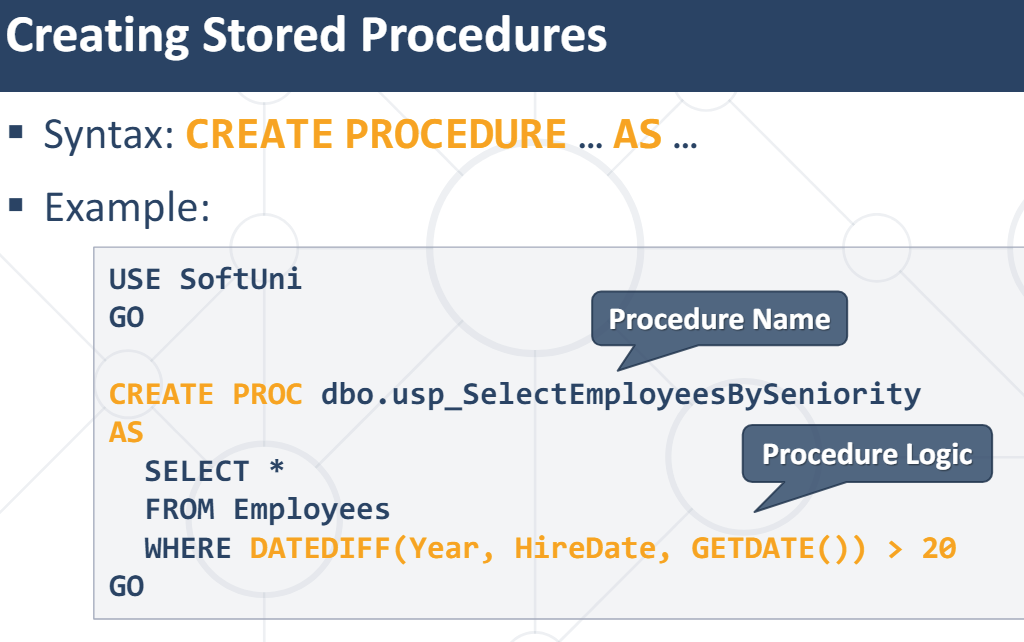 Creating Stored Procedures
▪ Syntax: CREATE PROCEDURE … AS …
▪ Example:
USE SoftUni
GO
Procedure Name
CREATE PROC dbo.usp_SelectEmployeesBySeniority
AS
Procedure Logic
SELECT *
FROM Employees
WHERE DATEDIFF(Year, HireDate, GETDATE()) > 20
GO